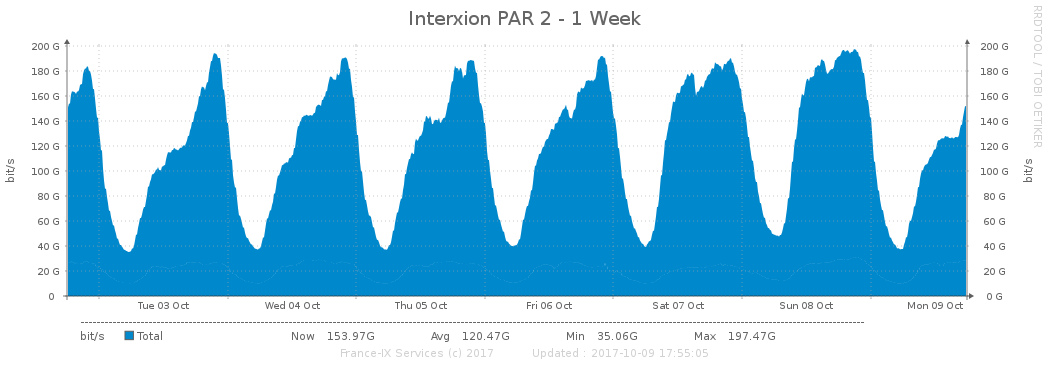 Interxion PAR 2 - 1 Week
RRDTOOL / TOBI OETIKER
bit/s
200 G 200 G
180 G 180 G
160 G 160 G
140 G 140 G
120 G 120 G
100 G 100 G
80 G 80 G
60 G 60 G
40 G 40 G
20 G 20 G
0 0 G
bit/s
Tue 03 Oct Wed 04 Oct Thu 05 Oct Fri 06 Oct Sat 07 Oct Sun 08 Oct Mon 09 Oct
bit/s Total Now 153.97G Avg 120.47G Min 35.06G Max 197.47G
France-IX Services (c) 2017 Updated : 2017-10-09 17:55:05